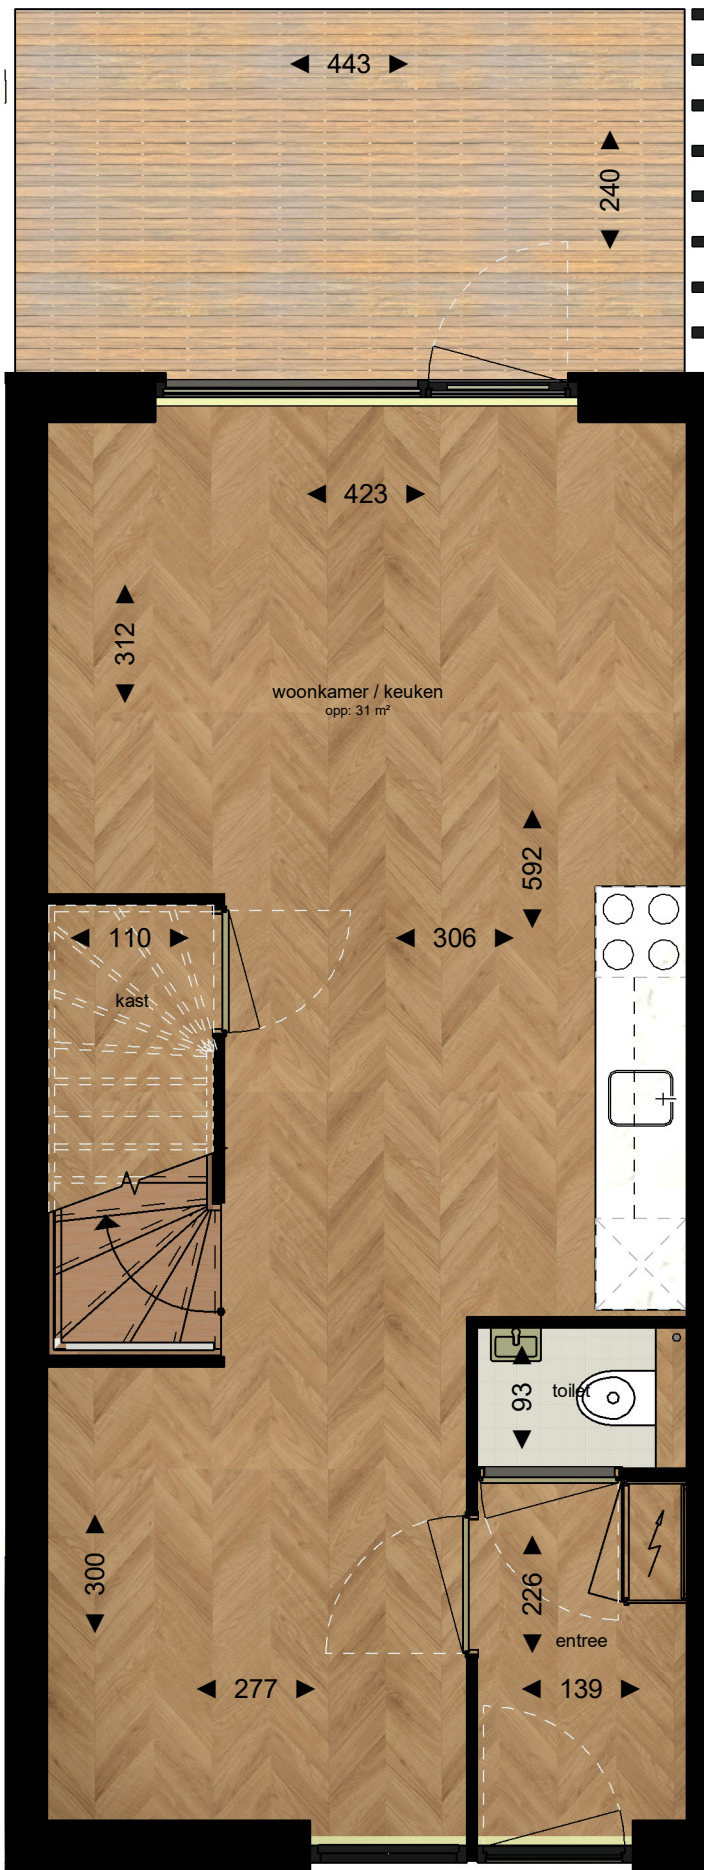 443
240
423
312
woonkamer / keuken
opp: 31 m²
592
110
306
kast
93
toilet
300
226
entree
277
139